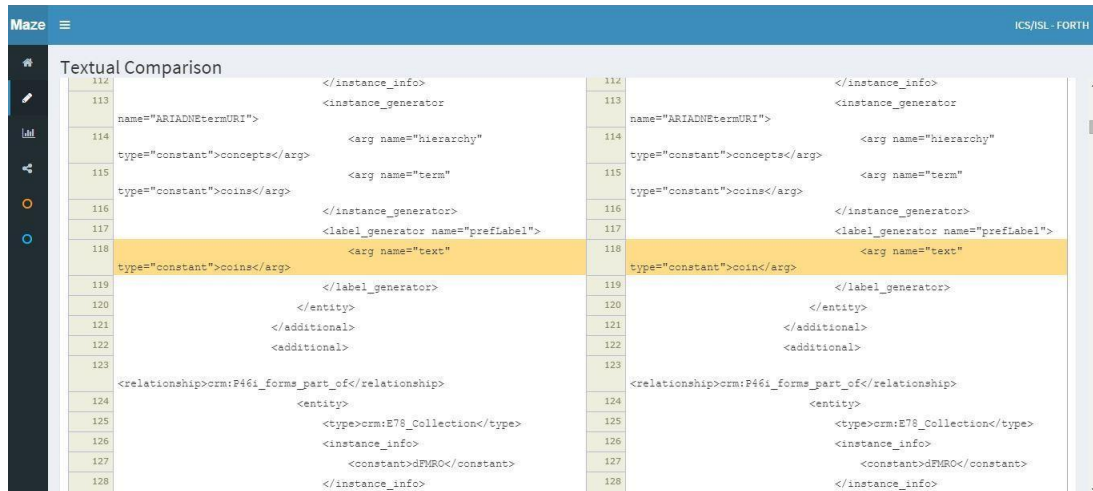 Maze
ICS/ISL - FORTH
Textual Comparison
112 </instance_info>
113 <instance_generator
name="ARIADNEtermURI">
114 <arg name="hierarchy"
type="constant">concepts</arg>
115 <arg name="term"
type="constant">coins</arg>
116 </instance_generator>
117 <label_generator name="prefLabel">
118 <arg name="text"
type="constant">coins</arg>
119 </label_generator>
120 </entity>
121 </additional>
122 <additional>
123
<relationship>crm:P46i_forms_part_of</relationship>
124 <entity>
125 <type>crm:E78_Collection</type>
126 <instance_info>
127 <constant>dFMRO</constant>
128 </instance_info>
112 </instance_info>
113 <instance_generator
name="ARIADNEtermURI">
114 <arg name="hierarchy"
type="constant">concepts</arg>
115 <arg name="term"
type="constant">coins</arg>
116 </instance_generator>
117 <label_generator name="prefLabel">
118 <arg name="text"
type="constant">coin</arg>
119 </label_generator>
120 </entity>
121 </additional>
122 <additional>
123
<relationship>crm:P46i_forms_part_of</relationship>
124 <entity>
125 <type>crm:E78_Collection</type>
126 <instance_info>
127 <constant>dFMRO</constant>
128 </instance_info>